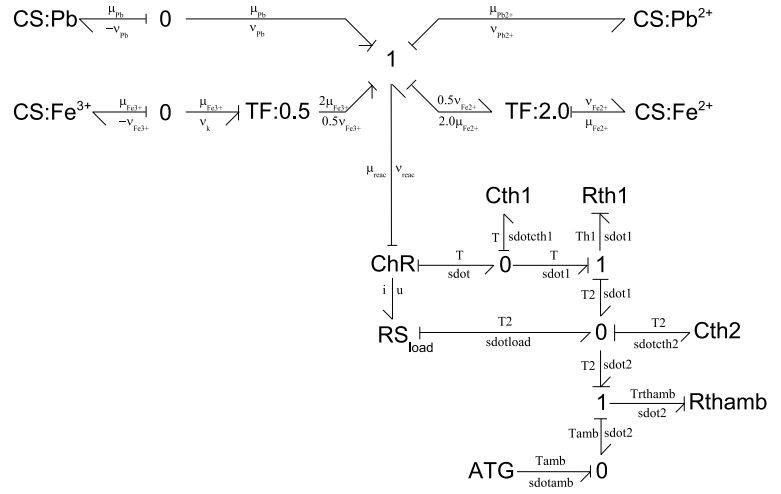 CS:Pb μPb −νPb 0 μPb νPb μPb2+ νPb2+ CS:Pb²⁺
1
CS:Fe³⁺ μFe3+ −νFe3+ 0 μFe3+ νk TF:0.5 2μFe3+ 0.5νFe3+ 0.5νFe2+ 2.0μFe2+ TF:2.0 νFe2+ μFe2+ CS:Fe²⁺
μreac νreac
Cth1 Rth1
T sdotcth1 Th1 sdot1
ChR T sdot 0 T sdot1 1
i u T2 sdot1
RSload T2 sdotload 0 T2 sdotcth2 Cth2
T2 sdot2
1 Trthamb sdot2 Rthamb
Tamb sdot2
ATG Tamb sdotamb 0